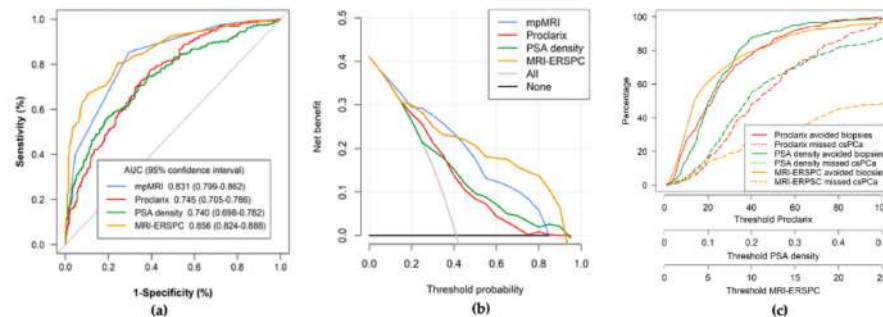 1.0
0.8
0.6
0.4
0.2
0.0
Senstivity (%)
AUC (95% confidence interval)
mpMRI 0.831 (0.799-0.862)
Proclarix 0.745 (0.705-0.786)
PSA density 0.740 (0.698-0.782)
MRI-ERSPC 0.856 (0.824-0.888)
0.0 0.2 0.4 0.6 0.8 1.0
1-Specificity (%)
(a)
0.5
0.4
0.3
0.2
0.1
0.0
Net benefit
mpMRI
Proclarix
PSA density
MRI-ERSPC
All
None
0.0 0.2 0.4 0.6 0.8 1.0
Threshold probability
(b)
100
80
60
40
20
0
Percentage
Proclarix avoided biopsies
Proclarix missed csPCa
PSA density avoided biopsies
PSA density missed csPCa
MRI-ERSPC avoided biopsies
MRI-ERPSC missed csPCa
0 20 40 60 80
Threshold Proclarix
0 0.1 0.2 0.3 0.4
Threshold PSA density
0 5 10 15 20
Threshold MRI-ERSPC
(c)